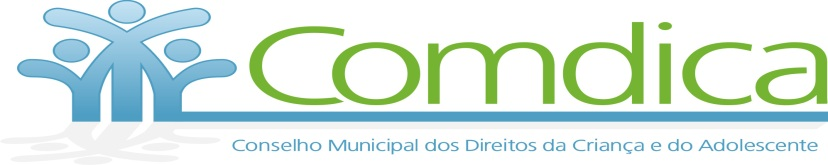 Comdica
Conselho Municipal dos Direitos da Criança e do Adolescente